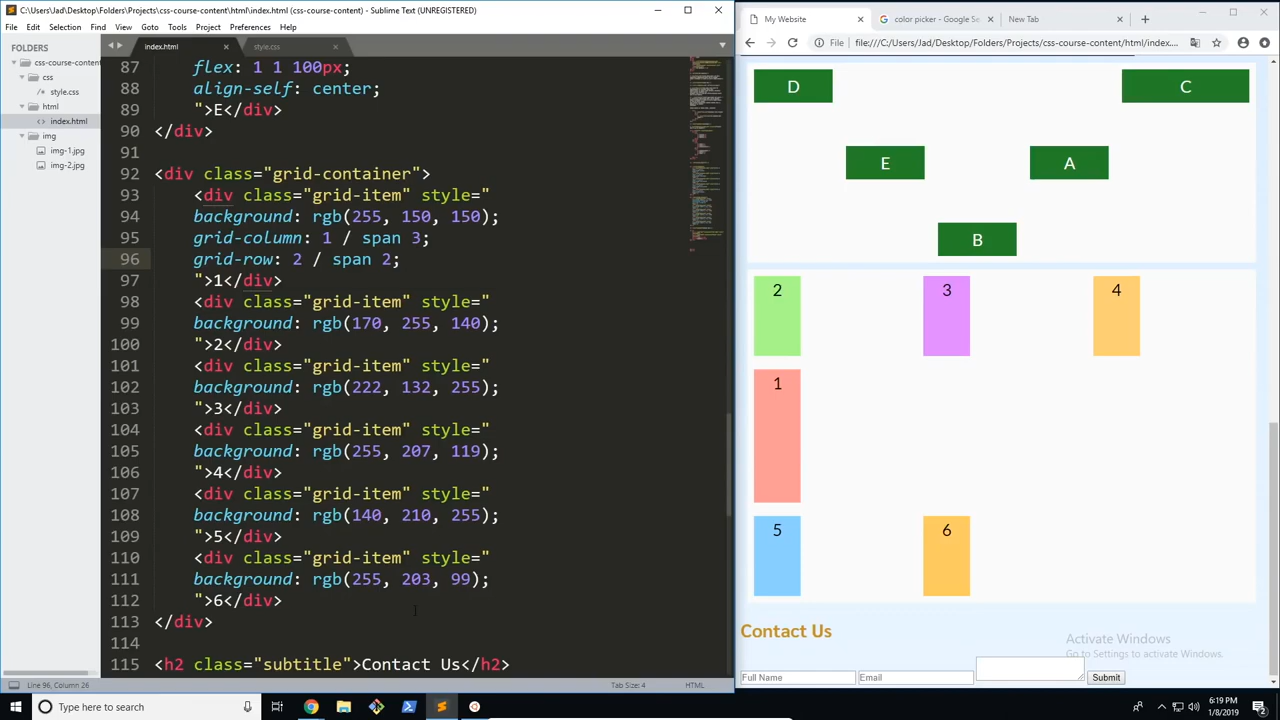 C:\Users\Jad\Desktop\Folders\Projects\css-course-content\html\index.html (css-course-content) - Sublime Text (UNREGISTERED)
File Edit Selection Find View Goto Tools Project Preferences Help
FOLDERS
css-course-content
css
style.css
html
index.html
img
img-1.jpg
img-2.jpg
index.html
style.css
87 flex: 1 1 100px;
88 align-self: center;
89 ">E</div>
90 </div>
91
92 <div class="grid-container">
93 <div class="grid-item" style="
94 background: rgb(255, 150, 150);
95 grid-column: 1 / span 3;
96 grid-row: 2 / span 2;
97 ">1</div>
98 <div class="grid-item" style="
99 background: rgb(170, 255, 140);
100 ">2</div>
101 <div class="grid-item" style="
102 background: rgb(222, 132, 255);
103 ">3</div>
104 <div class="grid-item" style="
105 background: rgb(255, 207, 119);
106 ">4</div>
107 <div class="grid-item" style="
108 background: rgb(140, 210, 255);
109 ">5</div>
110 <div class="grid-item" style="
111 background: rgb(255, 203, 99);
112 ">6</div>
113 </div>
114
115 <h2 class="subtitle">Contact Us</h2>
Line 96, Column 26
Tab Size: 4
HTML
My Website
color picker - Google Se
New Tab
File file:///C:/Users/Jad/Desktop/Folders/Projects/css-course-content/html/index...
D C
E A
B
2 3 4
1
5 6
Contact Us
Activate Windows
Go to Settings to activate Windows.
Full Name
Email
Submit
Type here to search
6:19 PM
1/8/2019
2